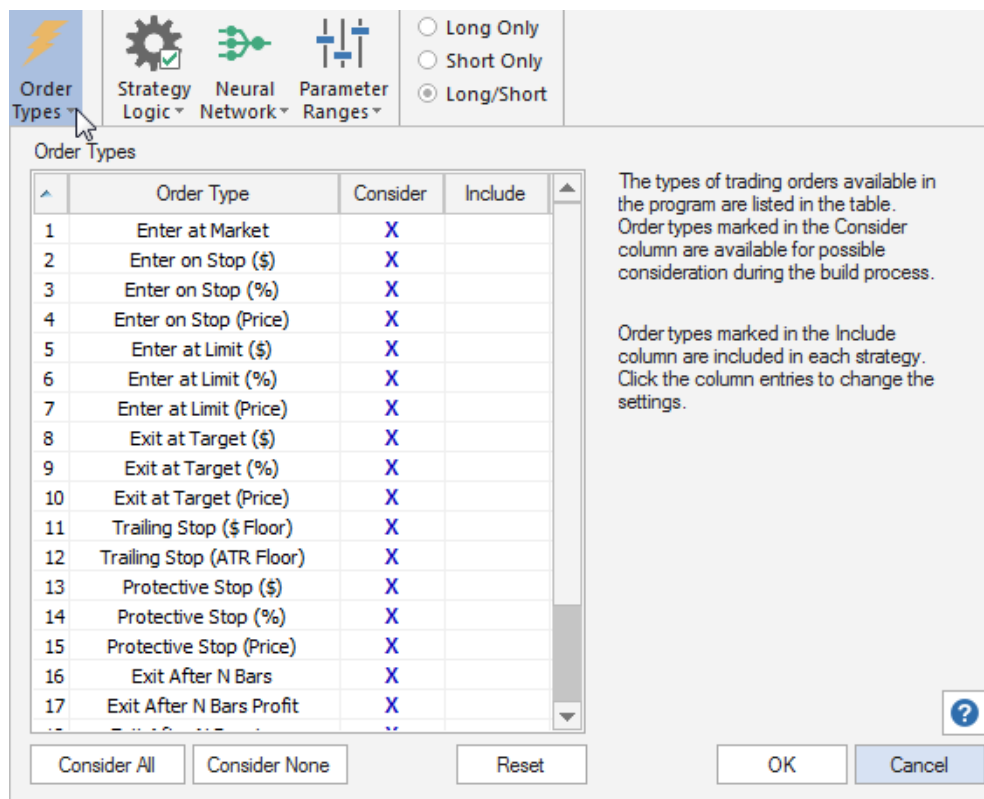 Order Types
Strategy Logic
Neural Network
Parameter Ranges
Long Only
Short Only
Long/Short
Order Types
Order Type Consider Include
1 Enter at Market X
2 Enter on Stop ($) X
3 Enter on Stop (%) X
4 Enter on Stop (Price) X
5 Enter at Limit ($) X
6 Enter at Limit (%) X
7 Enter at Limit (Price) X
8 Exit at Target ($) X
9 Exit at Target (%) X
10 Exit at Target (Price) X
11 Trailing Stop ($ Floor) X
12 Trailing Stop (ATR Floor) X
13 Protective Stop ($) X
14 Protective Stop (%) X
15 Protective Stop (Price) X
16 Exit After N Bars X
17 Exit After N Bars Profit X
The types of trading orders available in
the program are listed in the table.
Order types marked in the Consider
column are available for possible
consideration during the build process.
Order types marked in the Include
column are included in each strategy.
Click the column entries to change the
settings.
?
Consider All
Consider None
Reset
OK
Cancel